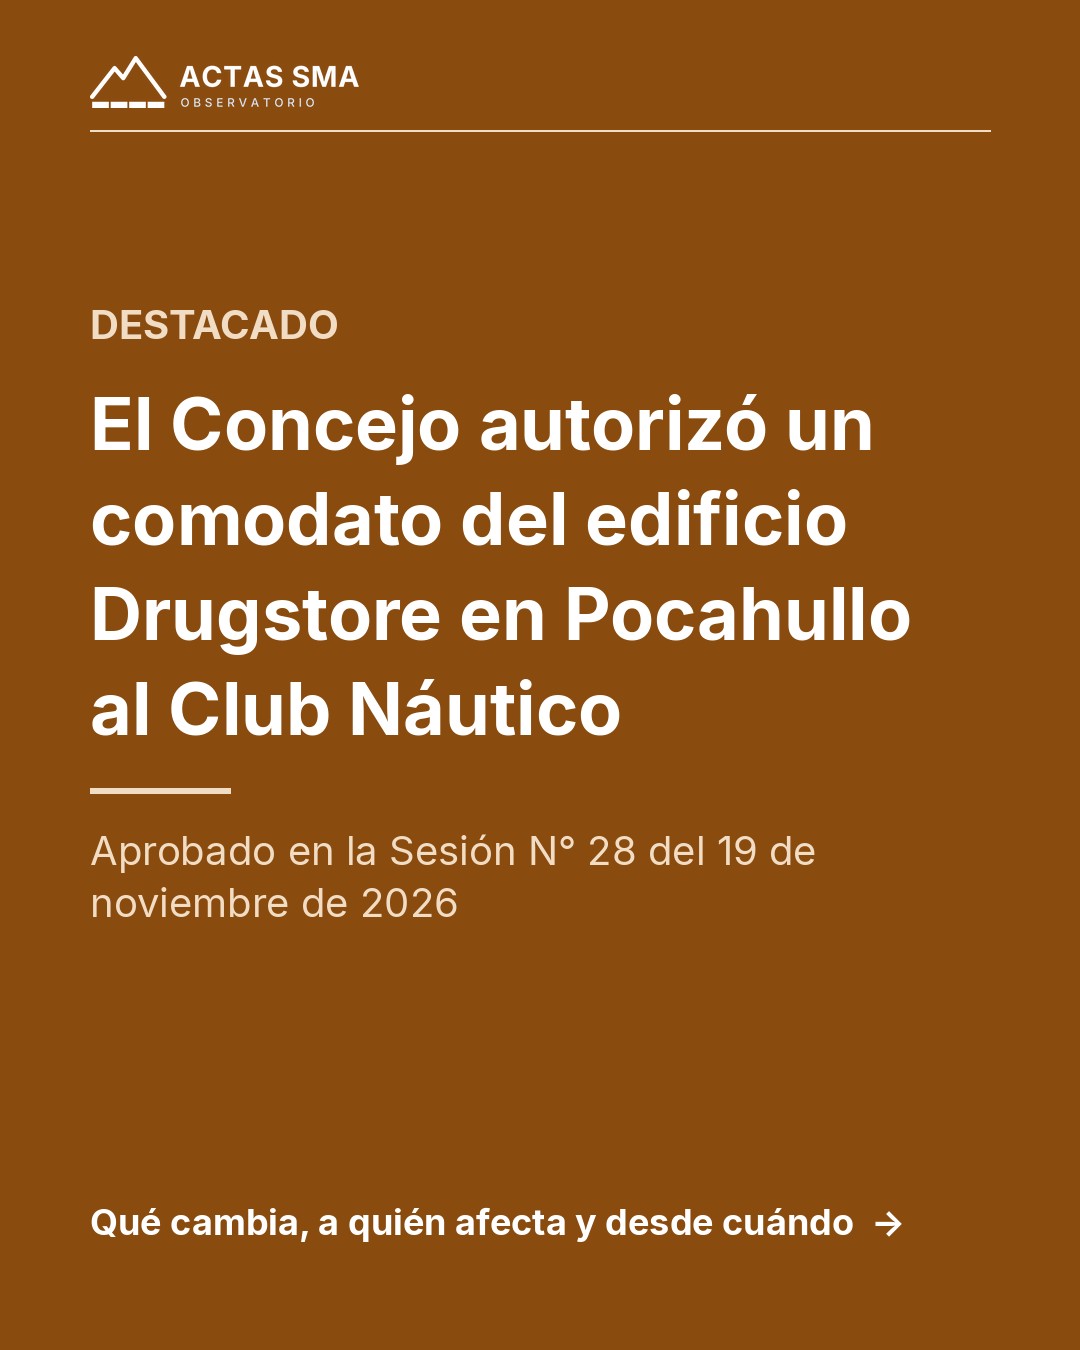 ACTAS SMA
OBSERVATORIO
DESTACADO
El Concejo autorizó un
comodato del edificio
Drugstore en Pocahullo
al Club Náutico
Aprobado en la Sesión N° 28 del 19 de
noviembre de 2026
Qué cambia, a quién afecta y desde cuándo →